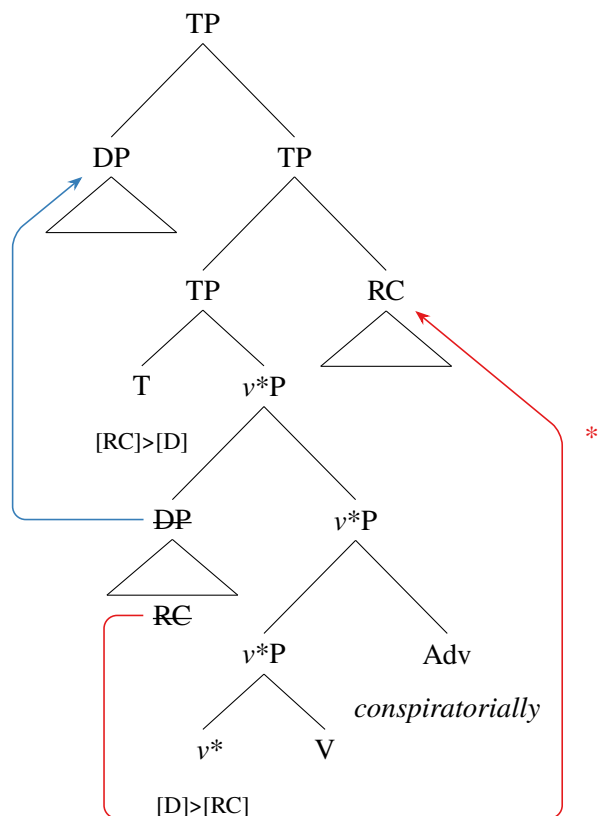 TP
DP TP
TP RC
T v*P
[RC]>[D] *
DP v*P
RC
v*P Adv
conspiratorially
v* V
[D]>[RC]